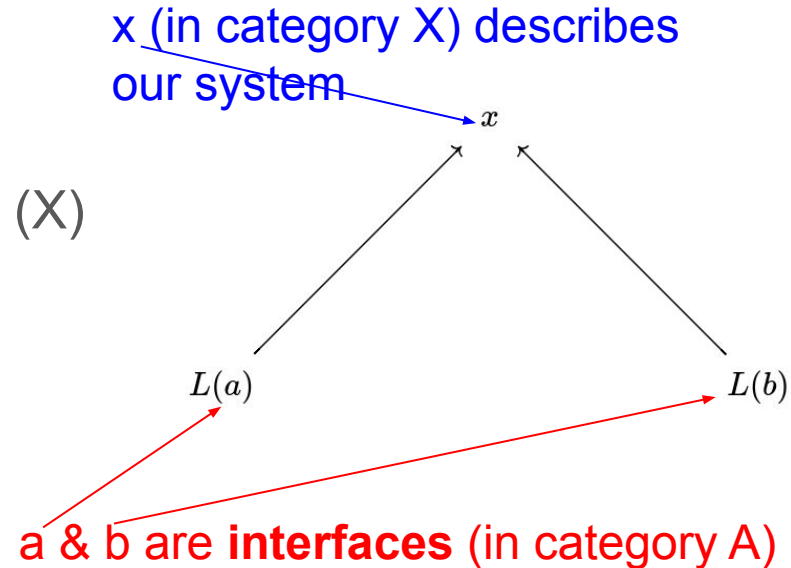 x (in category X) describes
our system
x
(X)
L(a)
L(b)
a & b are interfaces (in category A)